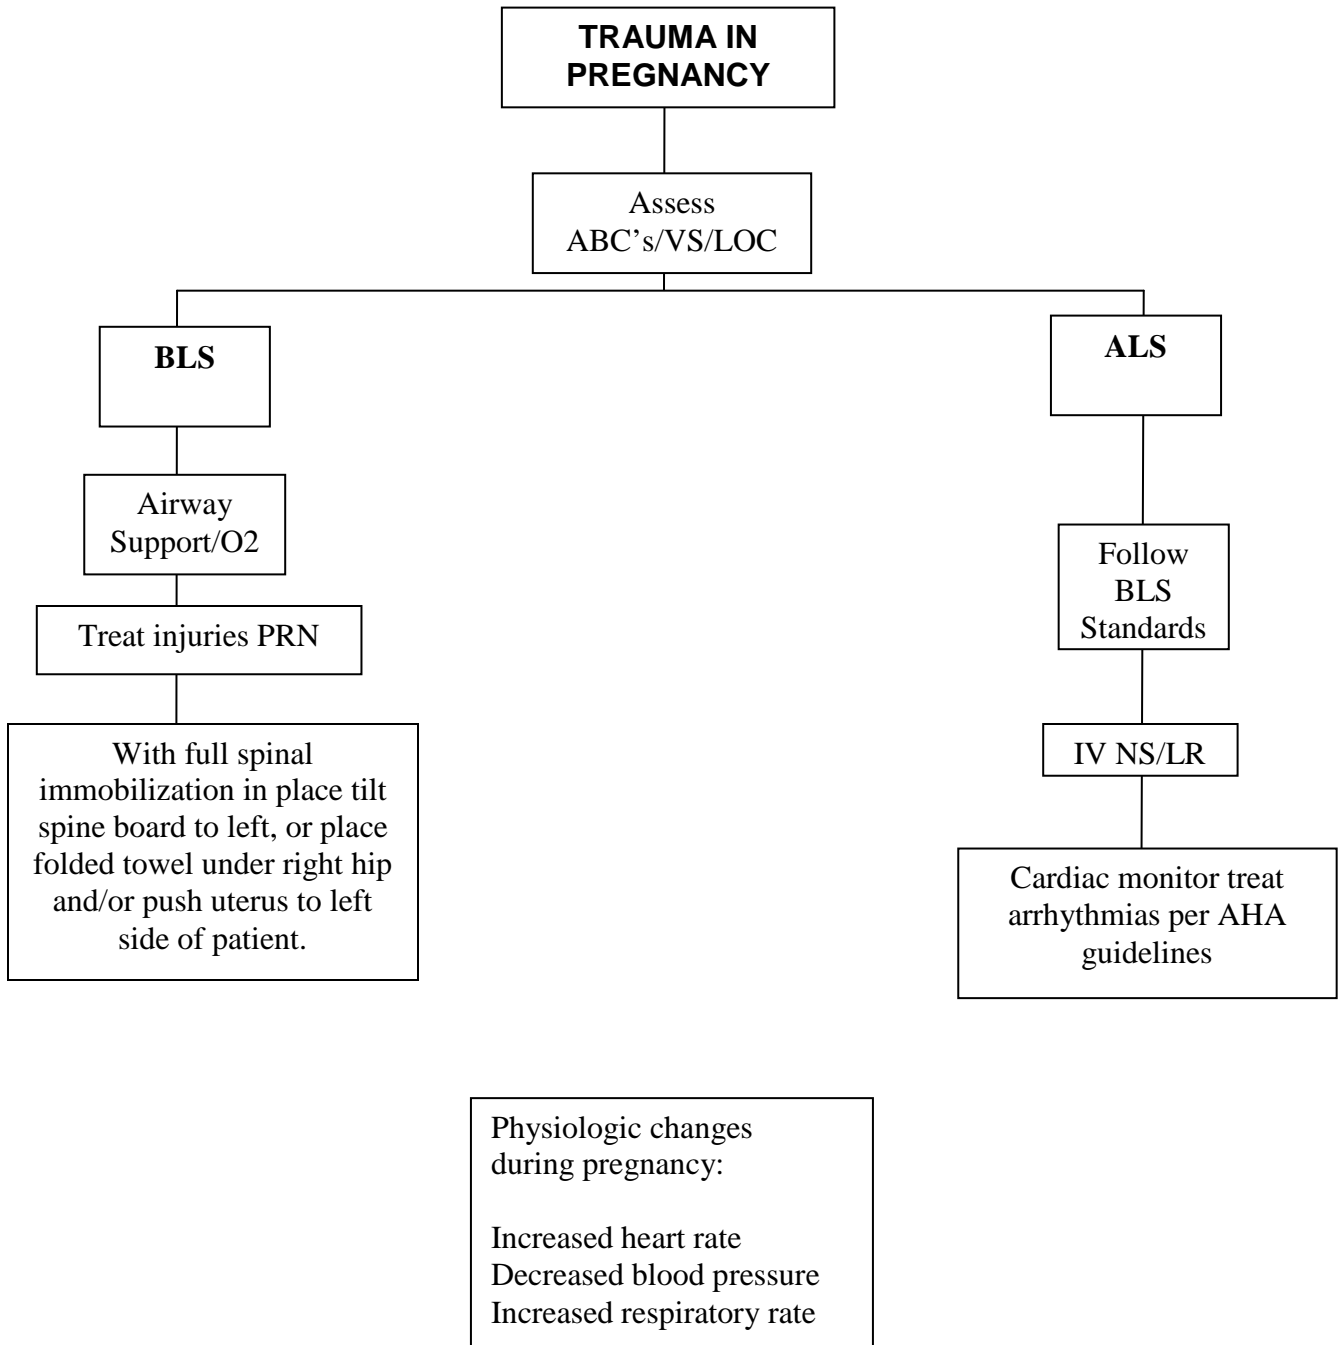 TRAUMA IN
PREGNANCY
Assess
ABC’s/VS/LOC
BLS
Airway
Support/O2
Treat injuries PRN
With full spinal
immobilization in place tilt
spine board to left, or place
folded towel under right hip
and/or push uterus to left
side of patient.
ALS
Follow
BLS
Standards
IV NS/LR
Cardiac monitor treat
arrhythmias per AHA
guidelines
Physiologic changes
during pregnancy:
Increased heart rate
Decreased blood pressure
Increased respiratory rate